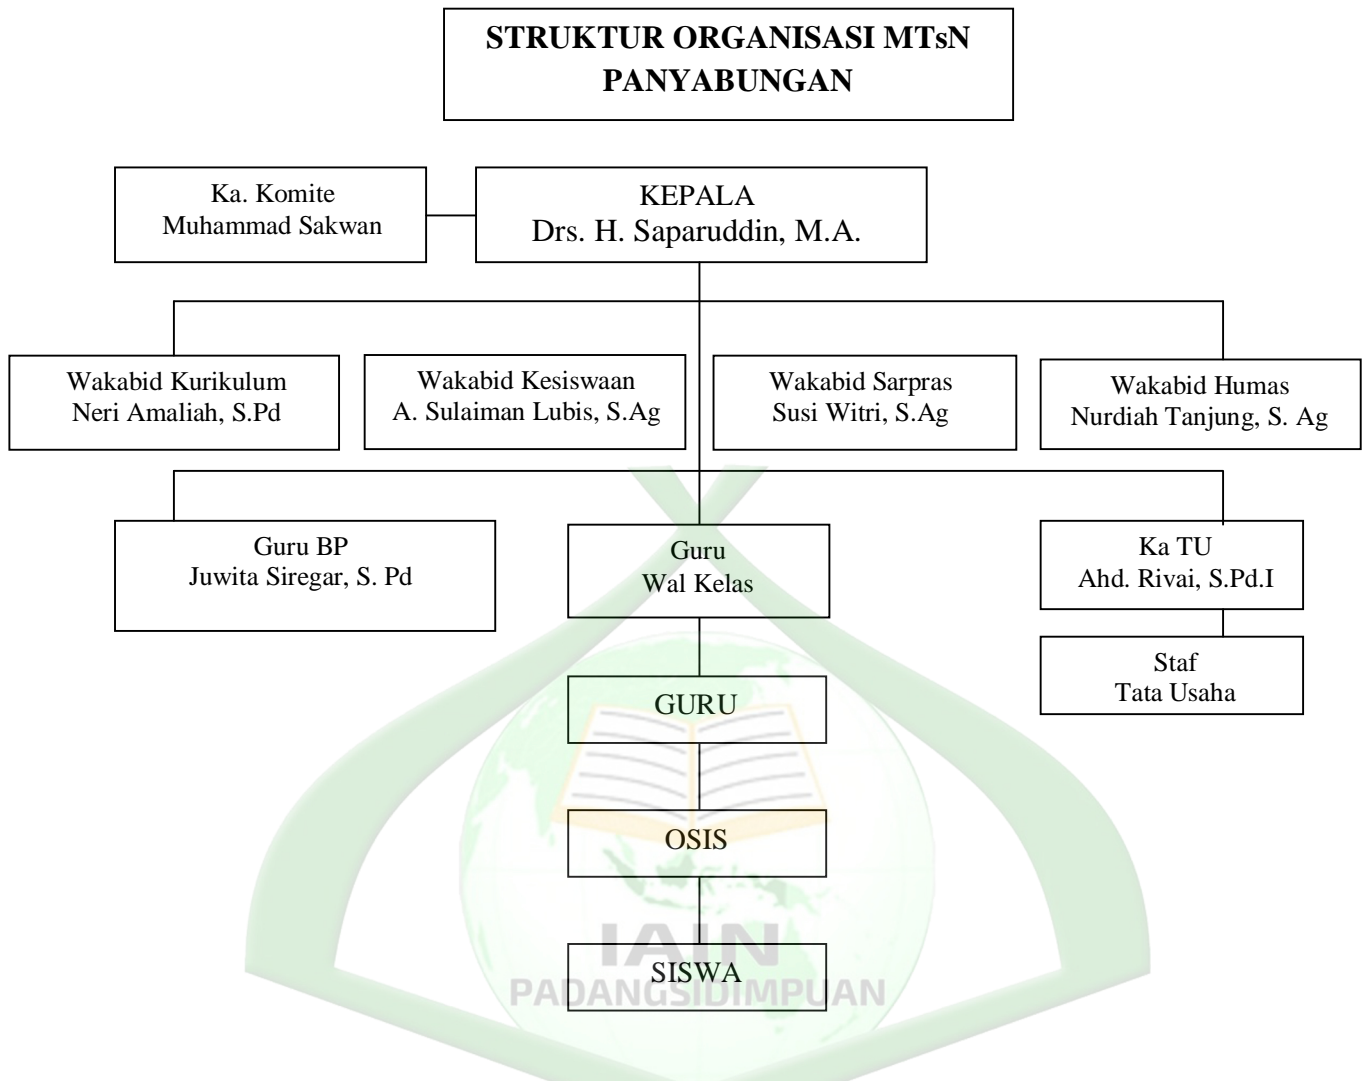 STRUKTUR ORGANISASI MTsN
PANYABUNGAN
Ka. Komite
Muhammad Sakwan
KEPALA
Drs. H. Saparuddin, M.A.
Wakabid Kurikulum
Neri Amaliah, S.Pd
Wakabid Kesiswaan
A. Sulaiman Lubis, S.Ag
Wakabid Sarpras
Susi Witri, S.Ag
Wakabid Humas
Nurdiah Tanjung, S. Ag
Guru BP
Juwita Siregar, S. Pd
Guru
Wal Kelas
Ka TU
Ahd. Rivai, S.Pd.I
Staf
Tata Usaha
GURU
OSIS
IAIN
SISWA
PADANGSIDIMPUAN